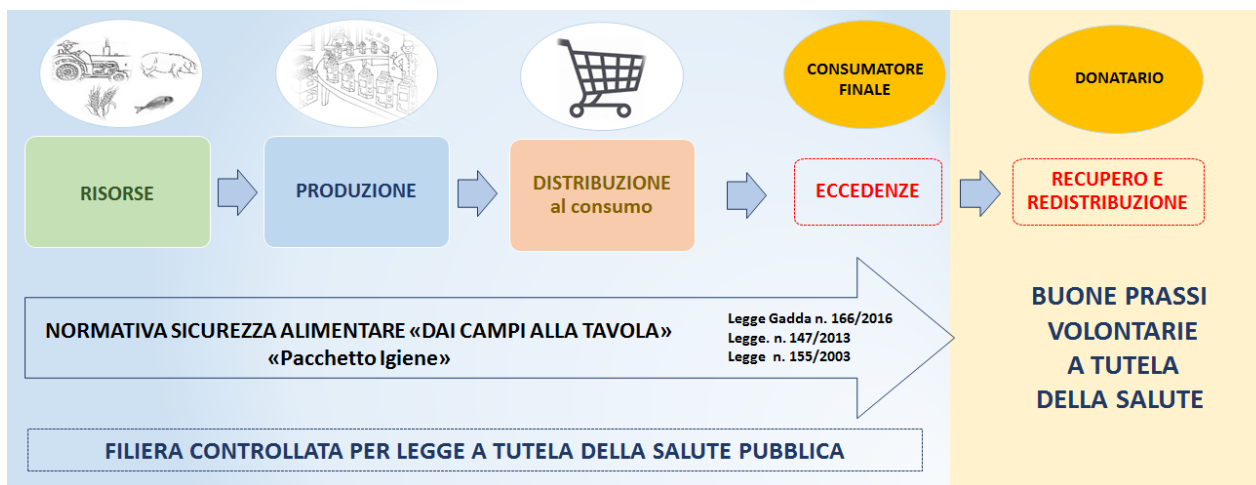 CONSUMATORE
FINALE
DONATARIO
RISORSE
PRODUZIONE
DISTRIBUZIONE
al consumo
ECCEDENZE
RECUPERO E
REDISTRIBUZIONE
NORMATIVA SICUREZZA ALIMENTARE «DAI CAMPI ALLA TAVOLA»
«Pacchetto Igiene»
Legge Gadda n. 166/2016
Legge. n. 147/2013
Legge n. 155/2003
BUONE PRASSI
VOLONTARIE
A TUTELA
DELLA SALUTE
FILIERA CONTROLLATA PER LEGGE A TUTELA DELLA SALUTE PUBBLICA